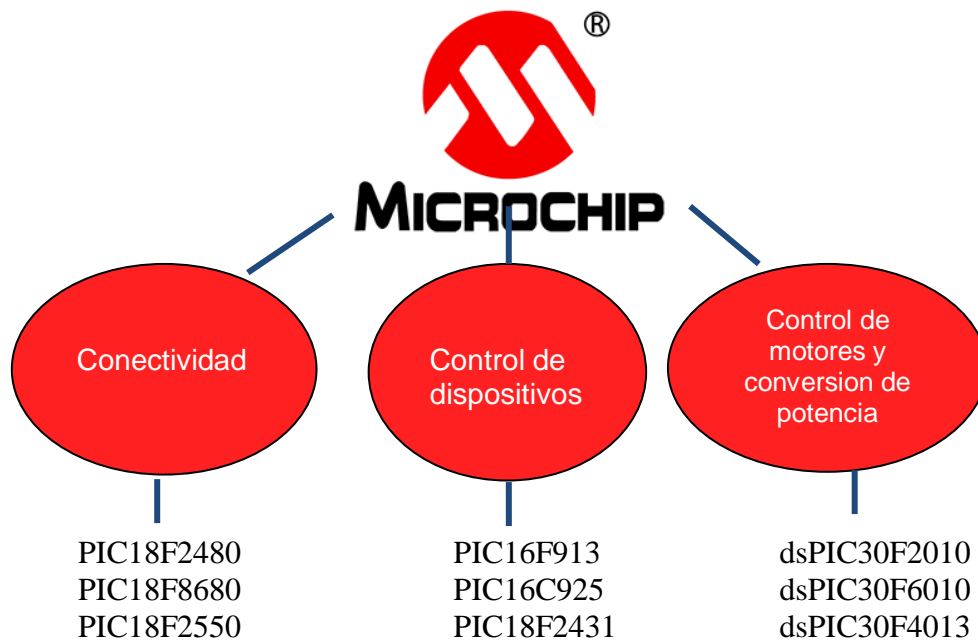 ®
MICROCHIP
Conectividad
Control de
dispositivos
Control de
motores y
conversion de
potencia
PIC18F2480
PIC18F8680
PIC18F2550
PIC16F913
PIC16C925
PIC18F2431
dsPIC30F2010
dsPIC30F6010
dsPIC30F4013